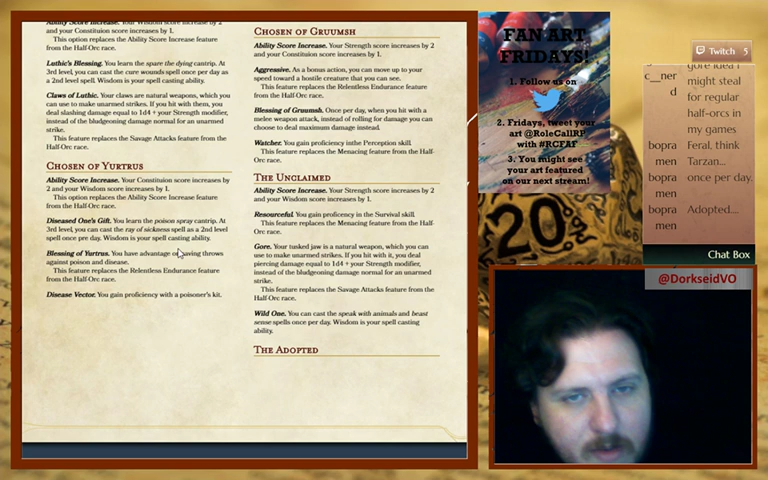 Ability Score Increase. Your Wisdom score increases by 2
and your Constituion score increases by 1.
This option replaces the Ability Score Increase feature
from the Half-Orc race.
Luthic's Blessing. You learn the spare the dying cantrip. At
3rd level, you can cast the cure wounds spell once per day as
a 2nd level spell. Wisdom is your spell casting ability.
Claws of Luthic. Your claws are natural weapons, which you
can use to make unarmed strikes. If you hit with them, you
deal slashing damage equal to 1d4 + your Strength modifier,
instead of the bludgeoning damage normal for an unarmed
strike.
This feature replaces the Savage Attacks feature from the
Half-Orc race.
Chosen of Yurtrus
Ability Score Increase. Your Constituion score increases by
2 and your Wisdom score increases by 1.
This option replaces the Ability Score Increase feature
from the Half-Orc race.
Diseased One's Gift. You learn the poison spray cantrip. At
3rd level, you can cast the ray of sickness spell as a 2nd level
spell once per day. Wisdom is your spell casting ability.
Blessing of Yurtrus. You have advantage on saving throws
against poison and disease.
This feature replaces the Relentless Endurance feature
from the Half-Orc race.
Disease Vector. You gain proficiency with a poisoner's kit.
Chosen of Gruumsh
Ability Score Increase. Your Strength score increases by 2
and your Constituion score increases by 1.
Aggressive. As a bonus action, you can move up to your
speed toward a hostile creature that you can see.
This feature replaces the Relentless Endurance feature
from the Half-Orc race.
Blessing of Gruumsh. Once per day, when you hit with a
melee weapon attack, instead of rolling for damage you can
choose to deal maximum damage instead.
Watcher. You gain proficiency inthe Perception skill.
This feature replaces the Menacing feature from the Half-
Orc race.
The Unclaimed
Ability Score Increase. Your Strength score increases by 2
and your Wisdom score increases by 1.
Resourceful. You gain proficiency in the Survival skill.
This feature replaces the Menacing feature from the Half-
Orc race.
Gore. Your tusked jaw is a natural weapon, which you can
use to make unarmed strikes. If you hit with it, you deal
piercing damage equal to 1d4 + your Strength modifier,
instead of the bludgeoning damage normal for an unarmed
strike.
This feature replaces the Savage Attacks feature from the
Half-Orc race.
Wild One. You can cast the speak with animals and beast
sense spells once per day. Wisdom is your spell casting
ability.
The Adopted
FAN ART
FRIDAYS!
1. Follow us on
2. Fridays, tweet your
art @RoleCallRP
with #RCFAF
3. You might see
your art featured
on our next stream!
20
Twitch 5
gore idea I
c__ner might steal
d for regular
half-orcs in
my games
bopra Feral, think
men Tarzan...
bopra once per day.
men
bopra Adopted....
men
Chat Box
@DorkseidVO